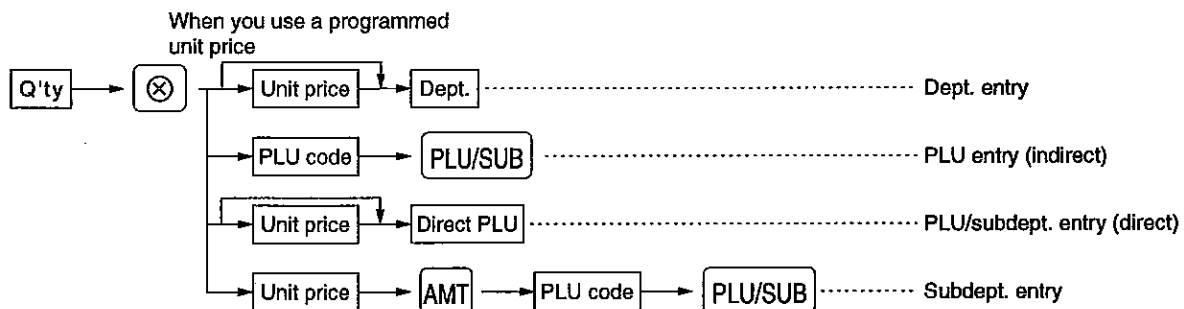 When you use a programmed
unit price
Q'ty ⊗ Unit price Dept. Dept. entry
PLU code PLU/SUB PLU entry (indirect)
Unit price Direct PLU PLU/subdept. entry (direct)
Unit price AMT PLU code PLU/SUB Subdept. entry